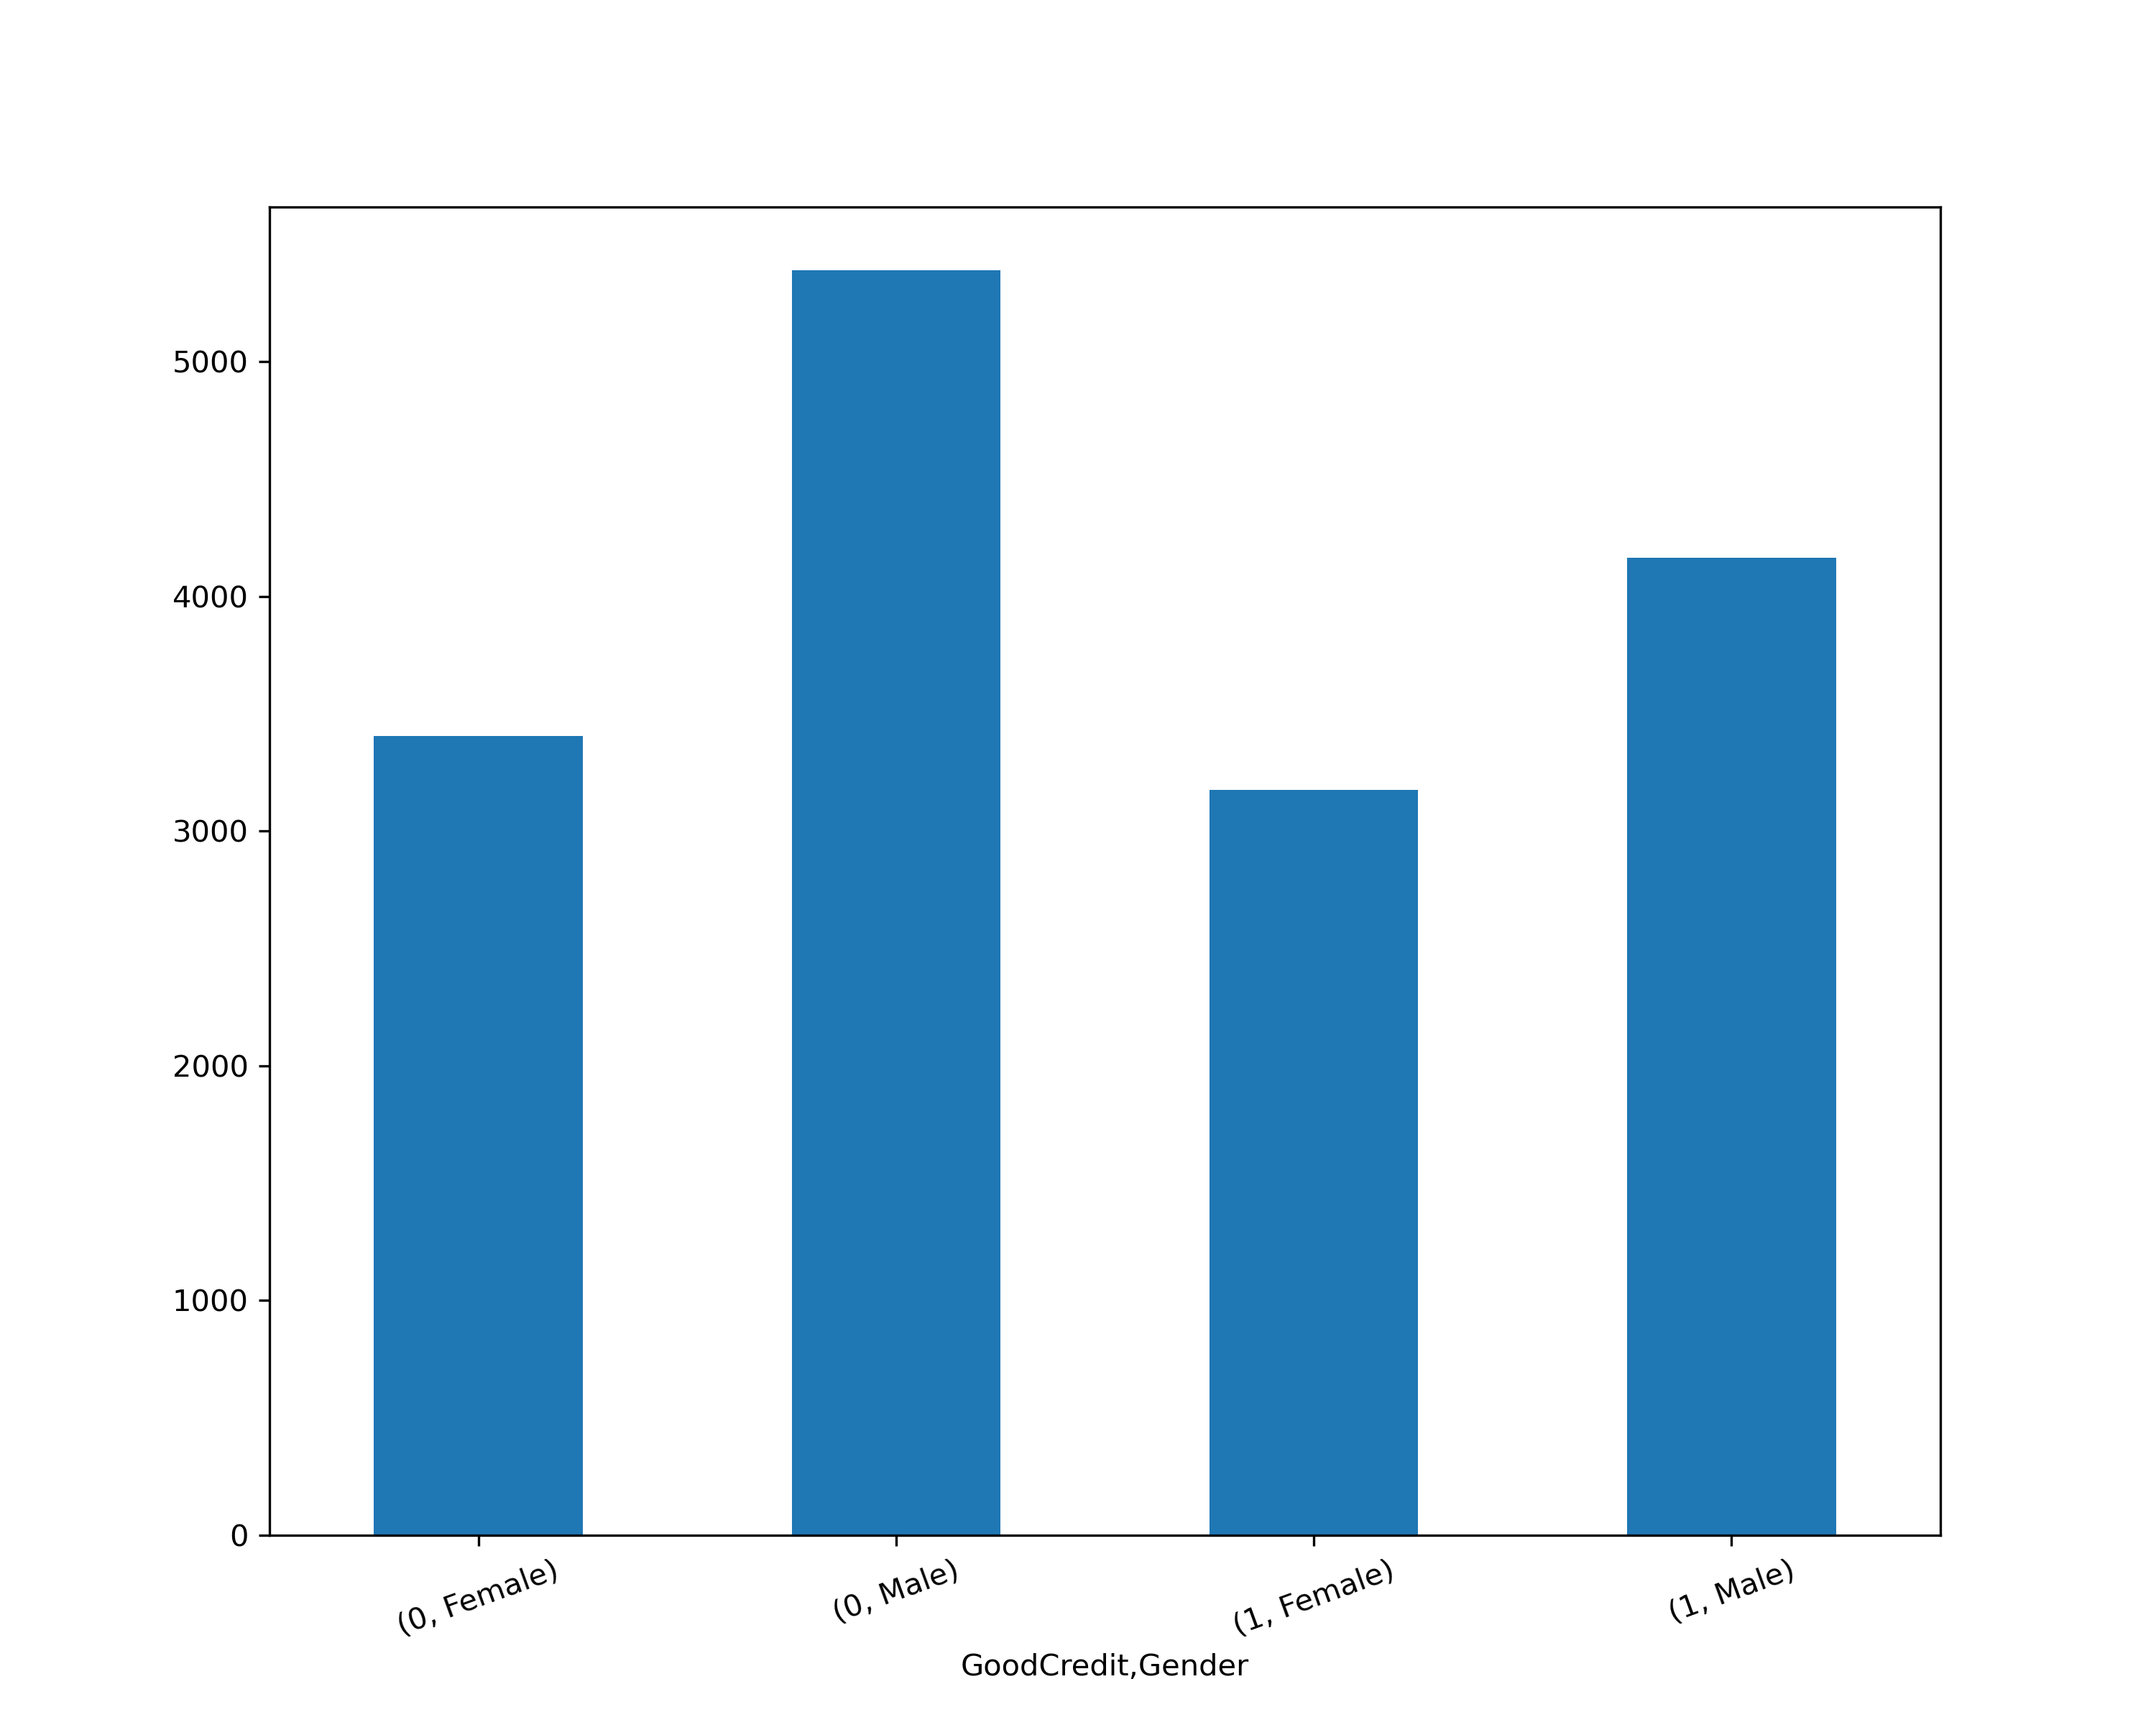 5000
4000
3000
2000
1000
0
(0, Female)
(0, Male)
(1, Female)
(1, Male)
GoodCredit,Gender